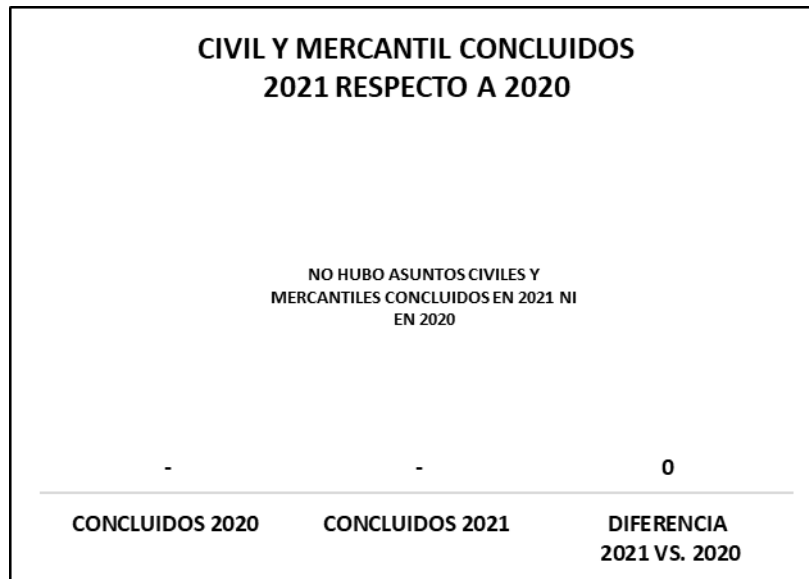 CIVIL Y MERCANTIL CONCLUIDOS
2021 RESPECTO A 2020
NO HUBO ASUNTOS CIVILES Y
MERCANTILES CONCLUIDOS EN 2021 NI
EN 2020
- - 0
CONCLUIDOS 2020 CONCLUIDOS 2021 DIFERENCIA
2021 VS. 2020